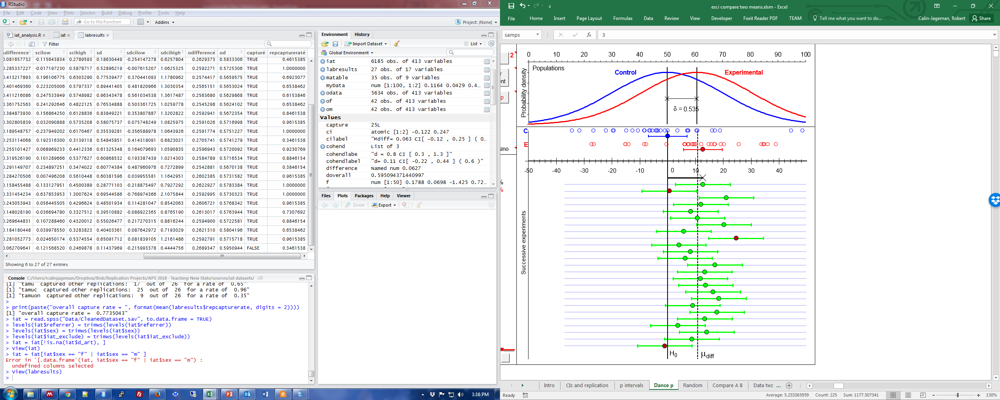 RStudio
File Edit Code View Plots Session Build Debug Profile Tools Help
Go to file/function Addins Project: (None)
iat_analysis.R iat labresults
Filter
sdifference scilow scihigh sd sdcilow sdcihigh odifference od capture repcapturerate
0.081657732 -0.115643834 0.2789593 0.18630449 -0.254147278 0.6257804 0.2629373 0.5833306 TRUE 0.4615385
0.285337227 -0.017197230 0.5878717 0.52896219 -0.007615207 1.0625325 0.2592271 0.5725306 TRUE 1.0000000
0.413217893 0.196106775 0.6303290 0.77539477 0.370441093 1.1780962 0.2574417 0.5659575 TRUE 0.6923077
0.401469360 0.223205006 0.5797337 0.89444405 0.481820966 1.3030354 0.2565151 0.5653024 TRUE 0.6538462
0.411216086 0.247533949 0.5748982 0.96343478 0.561034538 1.3617487 0.2563680 0.5629868 TRUE 0.6153846
0.361752563 0.241292646 0.4822125 0.76534888 0.503361725 1.0259778 0.2545298 0.5624102 TRUE 0.6538462
0.384873930 0.156864250 0.6128836 0.83849221 0.353807887 1.3202822 0.2592941 0.5672354 TRUE 0.8461538
0.302805839 0.032090888 0.5735208 0.58075737 0.075748249 1.0825975 0.2591026 0.5716998 TRUE 0.9615385
0.189548757 -0.237949202 0.6170467 0.35539281 -0.356588978 1.0643926 0.2591774 0.5751227 TRUE 1.0000000
0.253114068 0.192316300 0.3139118 0.54845851 0.414318091 0.6823021 0.2705741 0.5741279 TRUE 0.3461538
0.255101427 0.068969233 0.4412336 0.61325348 0.164079693 1.0590835 0.2596943 0.5720092 TRUE 0.9230769
0.319526190 0.101289666 0.5377627 0.60868532 0.193387439 1.0214303 0.2584789 0.5716534 TRUE 0.8846154
0.291149707 0.234897251 0.3474022 0.60774384 0.487960976 0.7272899 0.2542881 0.5670138 TRUE 0.3846154
0.284270506 0.007496208 0.5610448 0.60381596 0.039955581 1.1642951 0.2602385 0.5731582 TRUE 0.9615385
0.158455488 -0.133127951 0.4500389 0.28771103 -0.218875497 0.7927292 0.2622927 0.5783384 TRUE 1.0000000
0.331454234 -0.637853953 1.3007624 0.69544586 -0.768974366 2.1075844 0.2592995 0.5730323 TRUE 1.0000000
0.243053943 0.056445505 0.4296624 0.48501934 0.114281047 0.8542063 0.2606721 0.5768342 TRUE 0.9615385
0.148028190 -0.036694780 0.3327512 0.39510882 -0.088922365 0.8765190 0.2613017 0.5763944 TRUE 0.7307692
0.269644831 0.107288460 0.4320012 0.55026477 0.217270315 0.8816244 0.2594900 0.5722581 TRUE 0.8846154
0.184180448 0.039978550 0.3283823 0.40403361 0.087642972 0.7193029 0.2621310 0.5804196 TRUE 0.6538462
0.281052773 0.024650174 0.5374554 0.65091712 0.081839105 1.2161486 0.2592791 0.5715718 TRUE 0.9615385
0.062709641 -0.121568520 0.2469878 0.11437969 -0.215993378 0.4444756 0.2689347 0.5950944 FALSE 0.3461538
Showing 6 to 27 of 27 entries
Console C:/Users/rcalinjageman/Dropbox/Bob/Replication Projects/APS 2018 - Teaching New Stats/sources/iat datasets/
[1] "tamu captured other replications: 17 out of 26 for a rate of 0.65"
[1] "tamuc captured other replications: 25 out of 26 for a rate of 0.96"
[1] "tamuon captured other replications: 9 out of 26 for a rate of 0.35"
>
> print(paste("overall capture rate = ", format(mean(labresults$repcapturerate, digits = 2))))
[1] "overall capture rate = 0.7735043"
> iat = read.spss("Data/CleanedDataset.sav", to.data.frame = TRUE)
> levels(iat$referrer) = trimws(levels(iat$referrer))
> levels(iat$sex) = trimws(levels(iat$sex))
> levels(iat$iat_exclude) = trimws(levels(iat$iat_exclude))
> iat = iat[!is.na(iat$d_art), ]
> View(iat)
> iat = iat[iat$sex == "f" | iat$sex == "m" ]
Error in `[.data.frame`(iat, iat$sex == "f" | iat$sex == "m") :
undefined columns selected
> View(labresults)
>
Environment History
Import Dataset List
Global Environment
iat 6185 obs. of 413 variables
labresults 27 obs. of 17 variables
matable 35 obs. of 9 variables
myData num [1:100, 1:2] 0.1164 0.0429 0.4...
odata 5634 obs. of 413 variables
of 42 obs. of 413 variables
om 42 obs. of 413 variables
Values
capture 25L
ci atomic [1:2] -0.122 0.247
cilabel "Mdiff= 0.063 CI[ -0.12 , 0.25 ] ( 0...
cohend List of 3
cohendlabe "d = 0.8 CI [ 0.3 , 1.3 ]"
cohendlabel "d= 0.11 CI[ -0.22 , 0.44 ] ( 0.6 )"
difference Named num 0.0627
doverall 0.595094371440997
f num [1:50] 0.1788 0.0698 -1.425 0.72...
Files Plots Packages Help Viewer
Zoom Export
1:16 PM
esci compare two means.xlsm - Excel
File Home Insert Page Layout Formulas Data Review View Developer Foxit Reader PDF TEAM Tell me what you want to do... Calin-Jageman, Robert Share
samps fx 3
2
r
nt
p
sino
%
%
0 10 20 30 40 50 60 70 80 90 100
Populations
Control Experimental
Probability density
δ = 0.535
C
E
-50 -40 -30 -20 -10 0 10 20 30 40
Successive experiments
H0 μdiff
Intro CIs and replication p intervals Dance p Random Compare A B Data two ...
Ready Average: 5.233365959 Count: 225 Sum: 1177.507341 130%